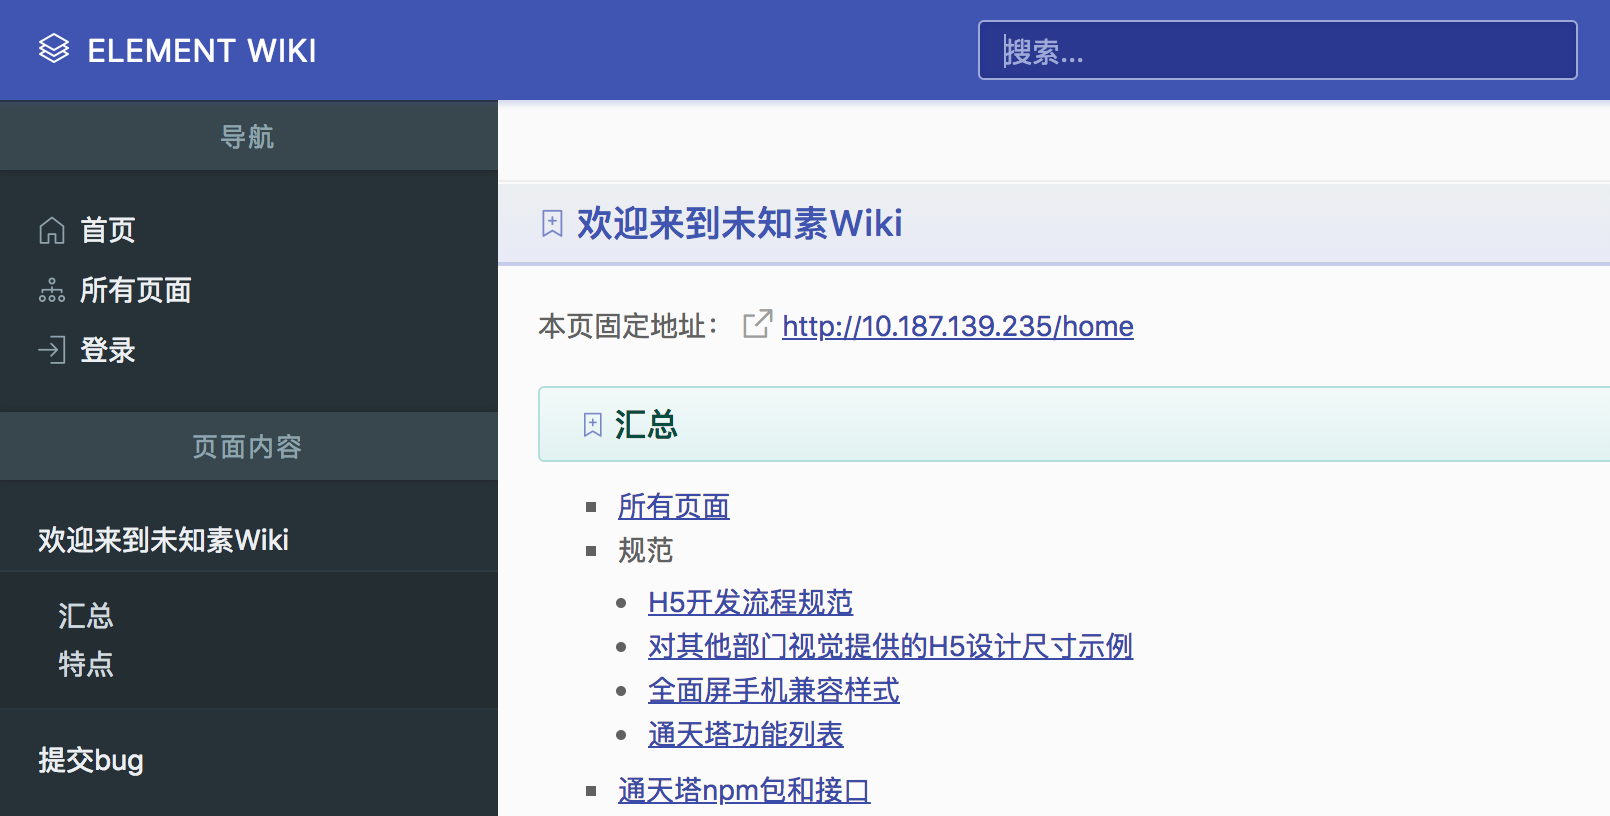 ELEMENT WIKI
搜索...
导航
首页
所有页面
登录
页面内容
欢迎来到未知素Wiki
汇总
特点
提交bug
欢迎来到未知素Wiki
本页固定地址： http://10.187.139.235/home
汇总
所有页面
规范
H5开发流程规范
对其他部门视觉提供的H5设计尺寸示例
全面屏手机兼容样式
通天塔功能列表
通天塔npm包和接口